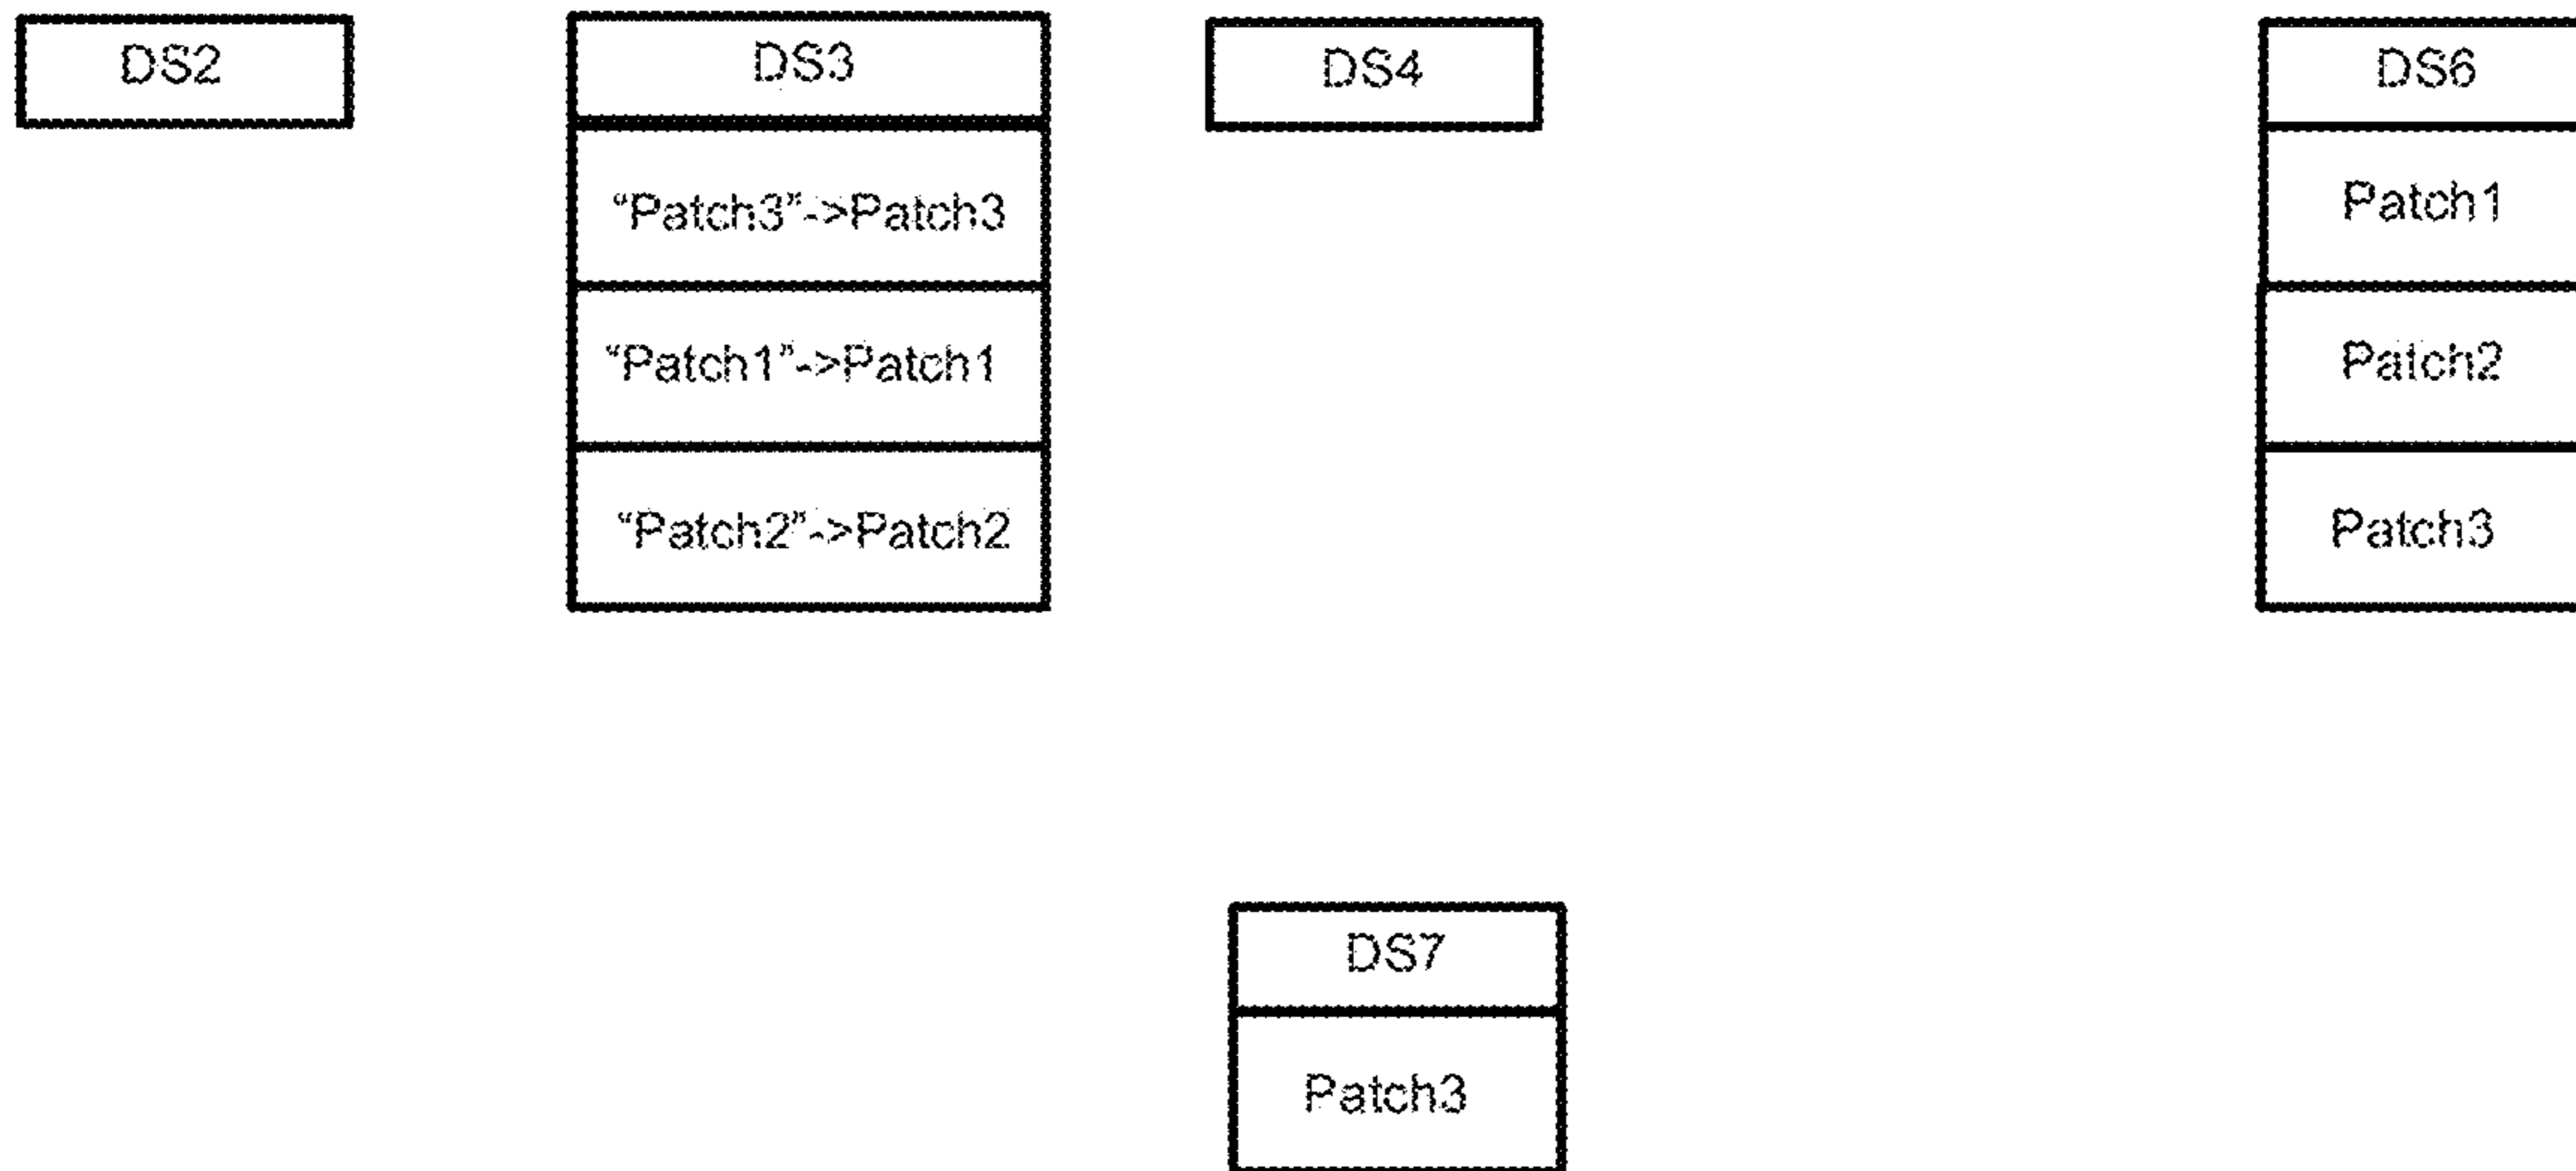 DS2
DS3
“Patch3”->Patch3
“Patch1”->Patch1
“Patch2”->Patch2
DS4
DS6
Patch1
Patch2
Patch3
DS7
Patch3